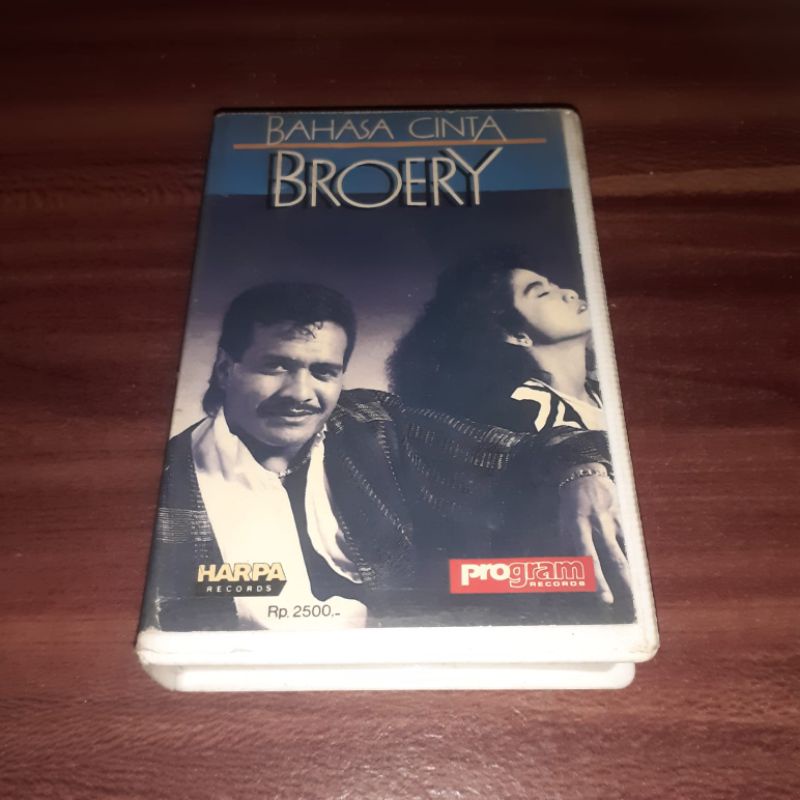 BAHASA CINTA
BROERY
HARPA
RECORDS
program
RECORDS
Rp. 2500,-